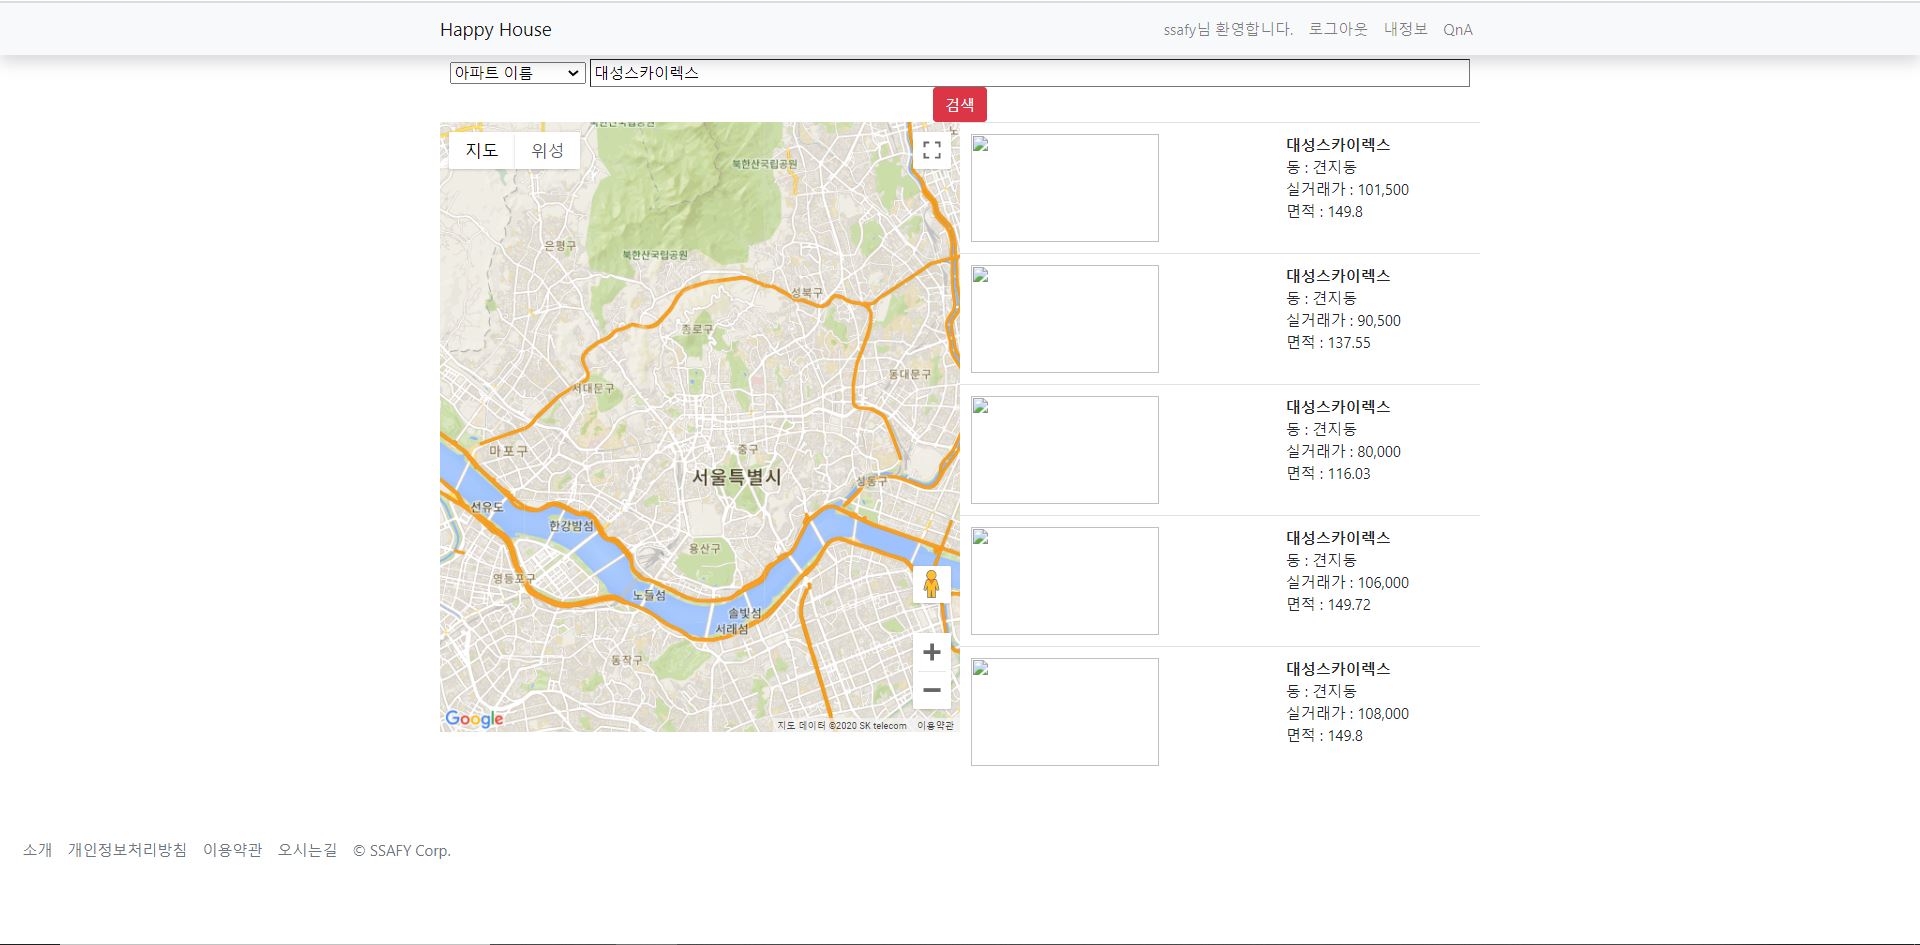 Happy House
ssafy님 환영합니다. 로그아웃 내정보 QnA
아파트 이름 대성스카이렉스
검색
지도 위성
북한산국립공원
북한산국립공원
은평구
북한산국립공원
성북구
종로구
동대문구
서대문구
마포구
중구
서울특별시
성동구
선유도
한강밤섬
용산구
영등포구
노들섬
솔빛섬
서래섬
동작구
Google
지도 데이터 ©2020 SK telecom 이용약관
대성스카이렉스
동 : 견지동
실거래가 : 101,500
면적 : 149.8
대성스카이렉스
동 : 견지동
실거래가 : 90,500
면적 : 137.55
대성스카이렉스
동 : 견지동
실거래가 : 80,000
면적 : 116.03
대성스카이렉스
동 : 견지동
실거래가 : 106,000
면적 : 149.72
대성스카이렉스
동 : 견지동
실거래가 : 108,000
면적 : 149.8
소개 개인정보처리방침 이용약관 오시는길 © SSAFY Corp.